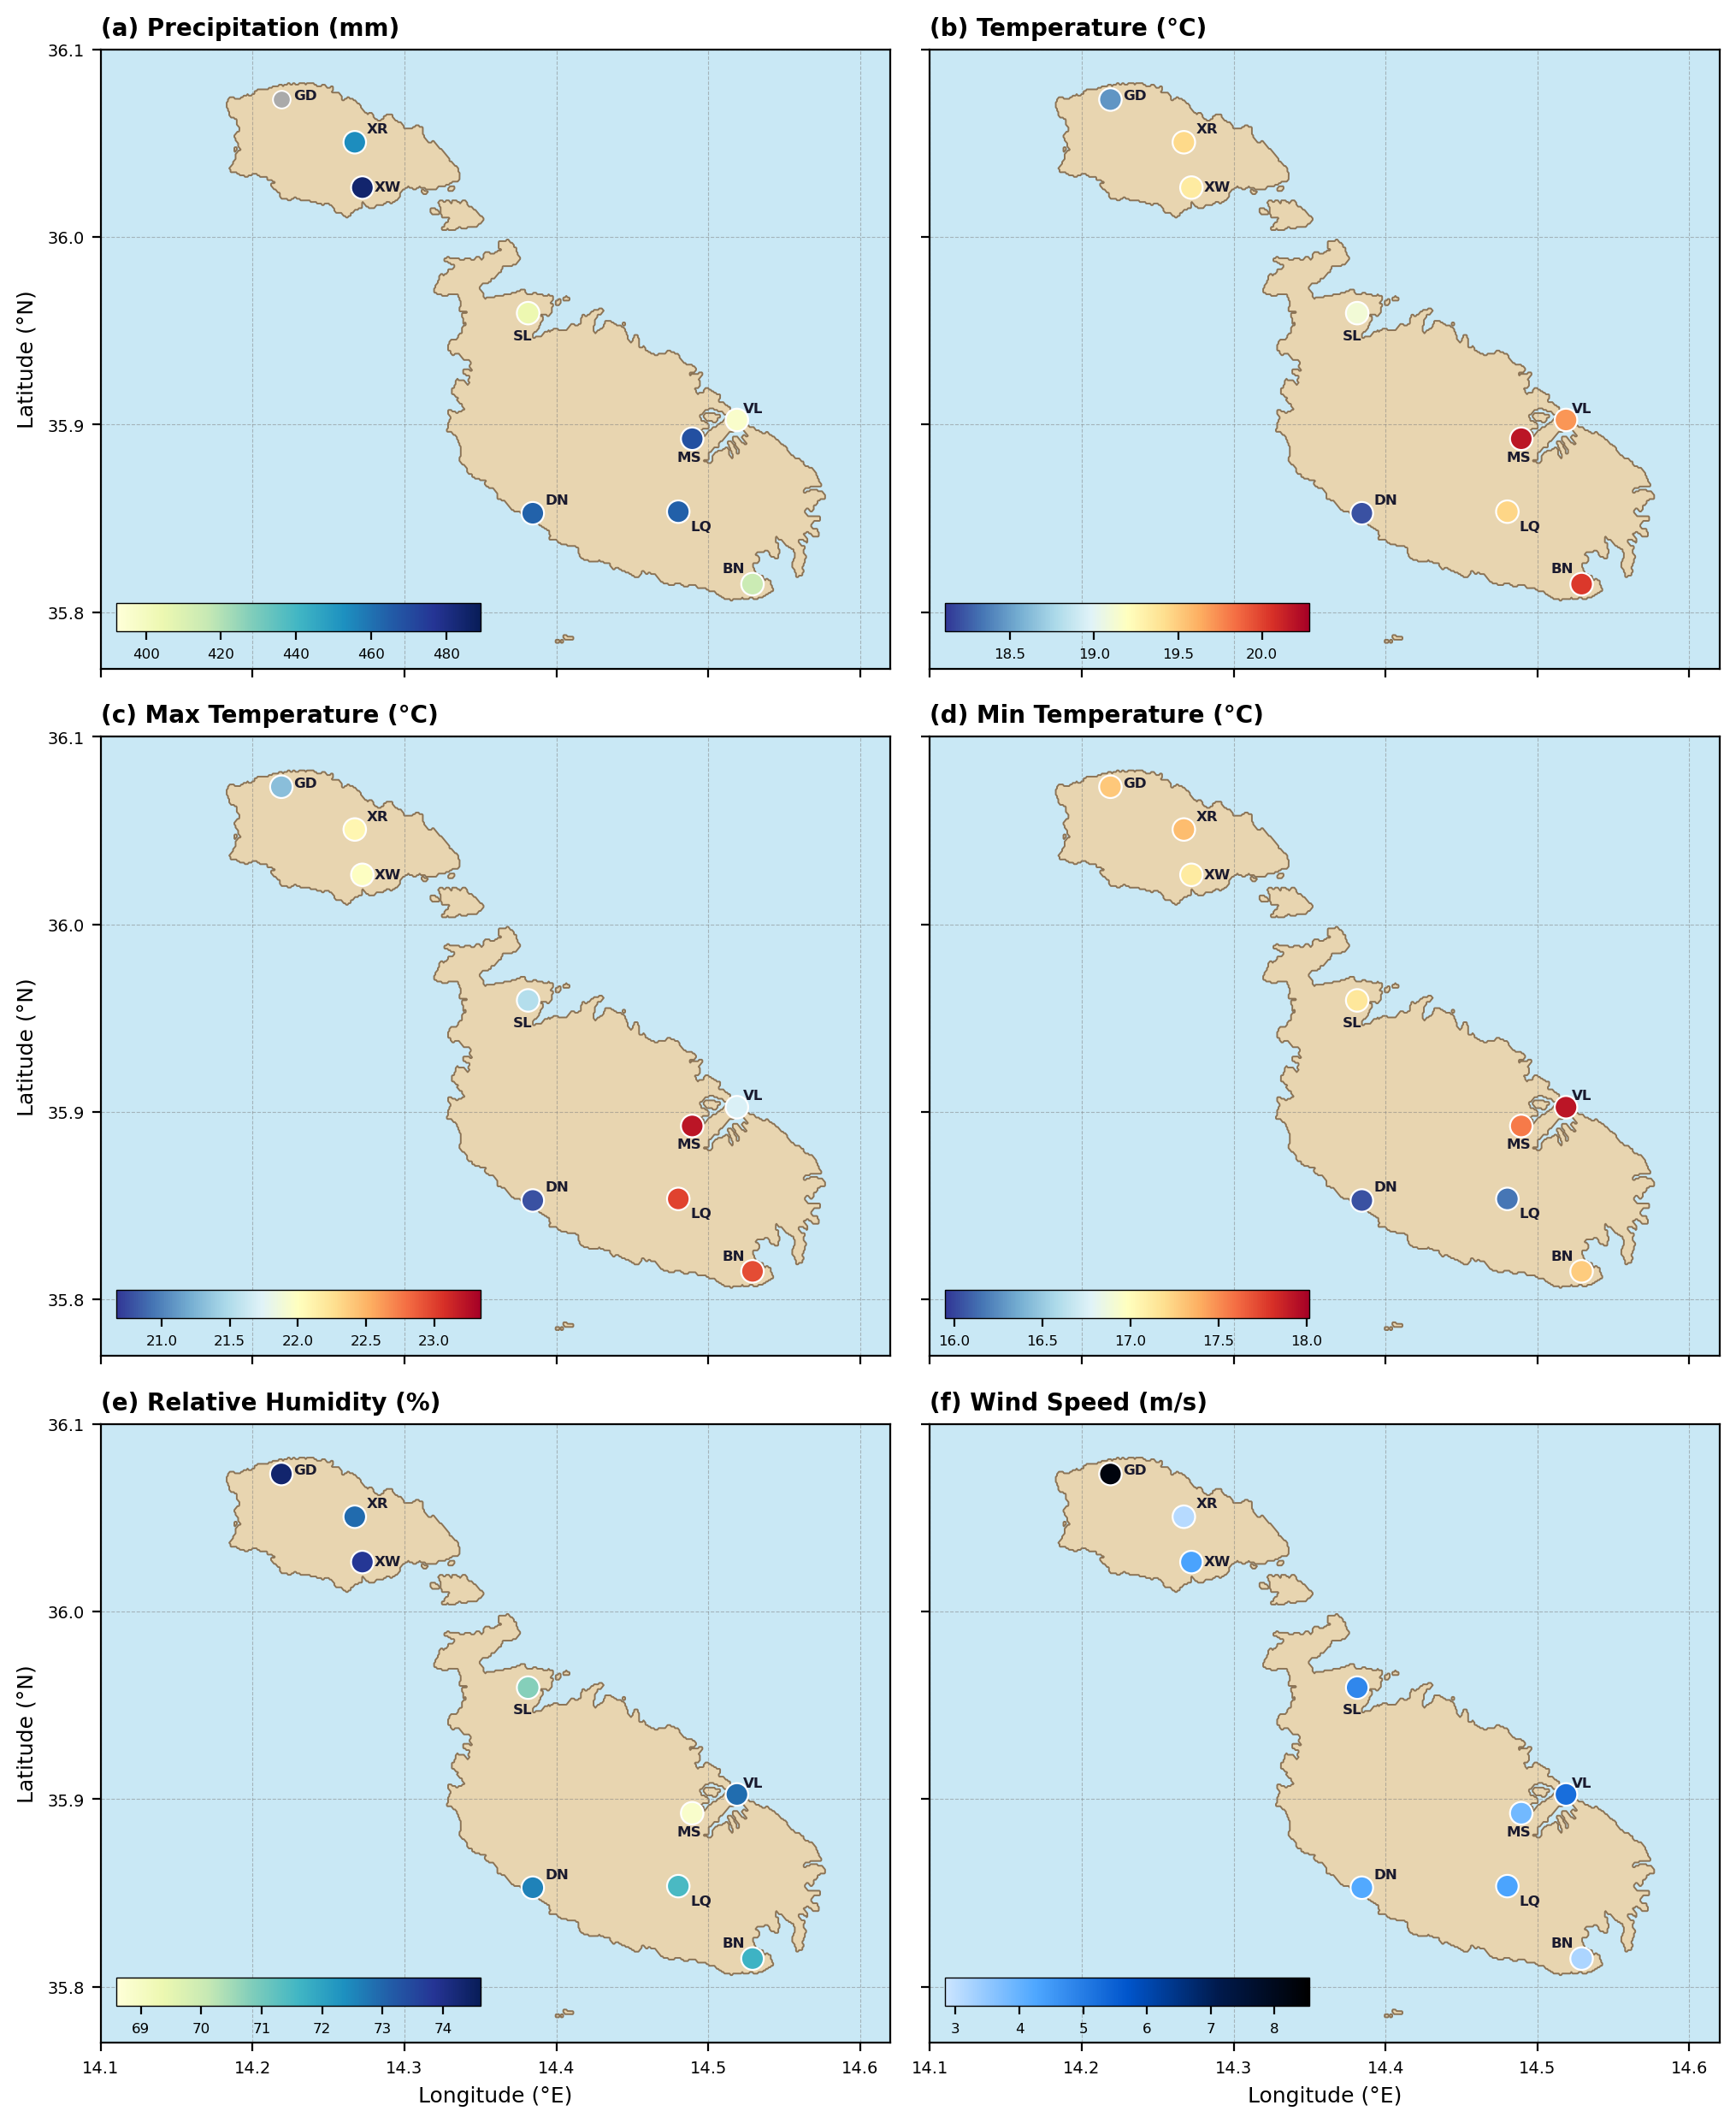 (a) Precipitation (mm)
36.1
36.0
35.9
35.8
Latitude (°N)
GD
XR
XW
SL
VL
MS
DN
LQ
BN
400 420 440 460 480
(b) Temperature (°C)
GD
XR
XW
SL
VL
MS
DN
LQ
BN
18.5 19.0 19.5 20.0
(c) Max Temperature (°C)
36.1
36.0
35.9
35.8
Latitude (°N)
GD
XR
XW
SL
VL
MS
DN
LQ
BN
21.0 21.5 22.0 22.5 23.0
(d) Min Temperature (°C)
GD
XR
XW
SL
VL
MS
DN
LQ
BN
16.0 16.5 17.0 17.5 18.0
(e) Relative Humidity (%)
36.1
36.0
35.9
35.8
Latitude (°N)
GD
XR
XW
SL
VL
MS
DN
LQ
BN
69 70 71 72 73 74
14.1 14.2 14.3 14.4 14.5 14.6
Longitude (°E)
(f) Wind Speed (m/s)
GD
XR
XW
SL
VL
MS
DN
LQ
BN
3 4 5 6 7 8
14.1 14.2 14.3 14.4 14.5 14.6
Longitude (°E)